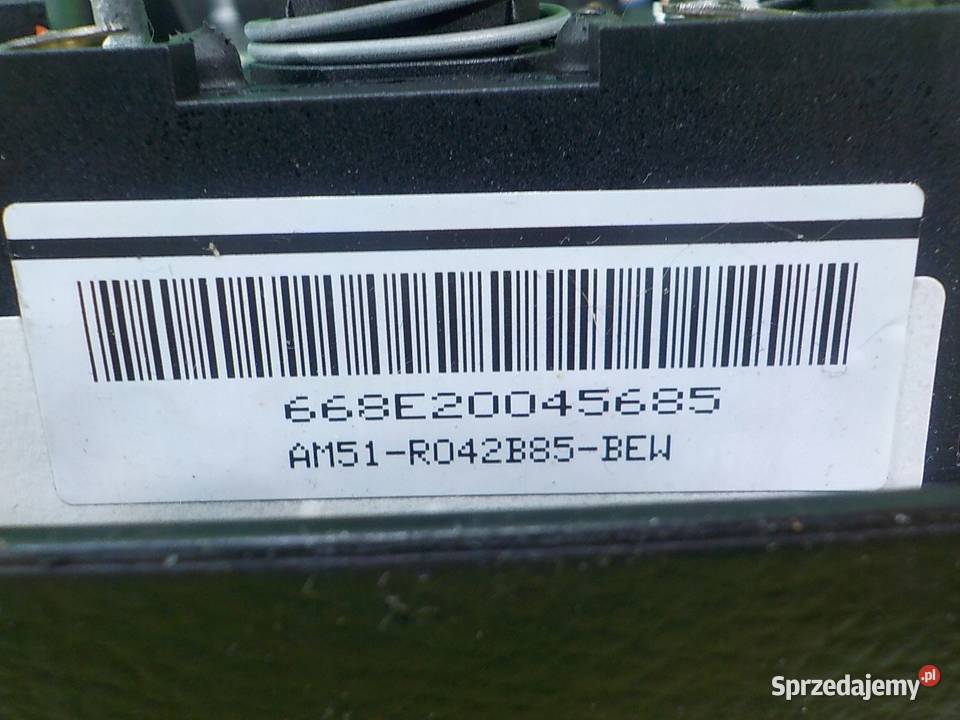 668E20045685
AM51-R042B85-BEW
Sprzedajemy.pl